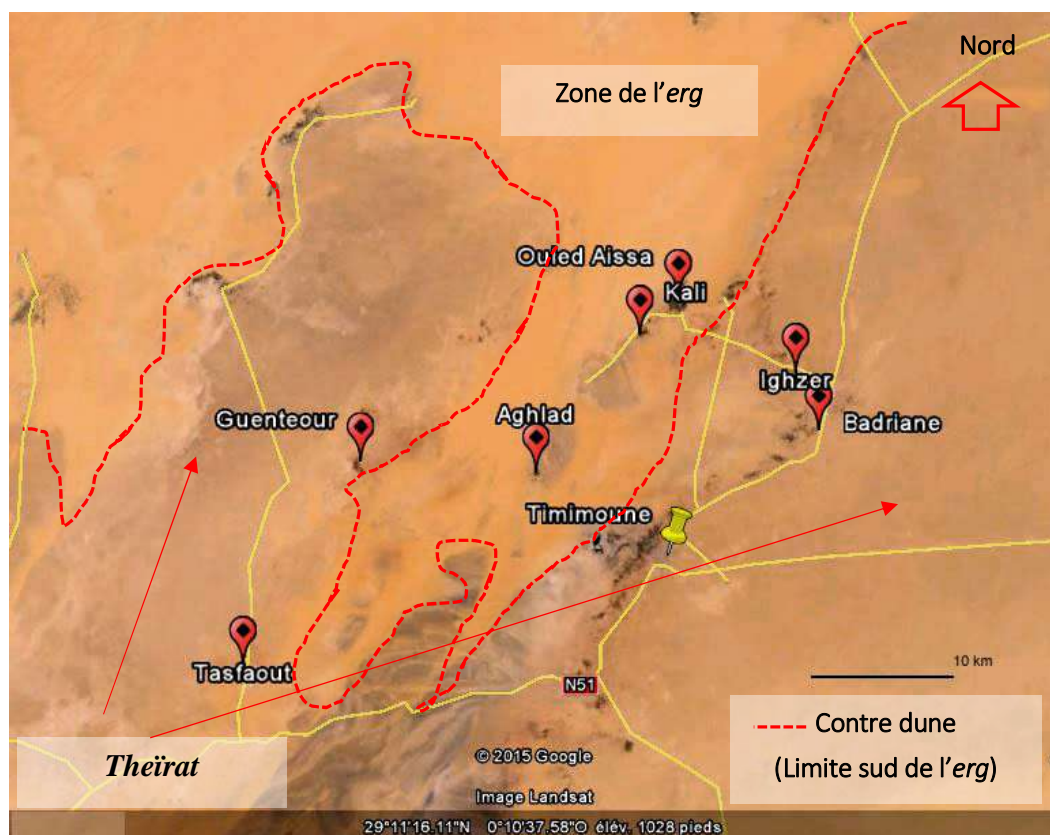 Nord
Zone de l'erg
Ouled Aissa
Kali
Ighzer
Guenteour
Aghlad
Badriane
Timimoune
Tasfaout
10 km
N51
Contre dune
(Limite sud de l'erg)
Theïrat
© 2015 Google
Image Landsat
29°11'16.11"N 0°10'37.58"O élév. 1028 pieds